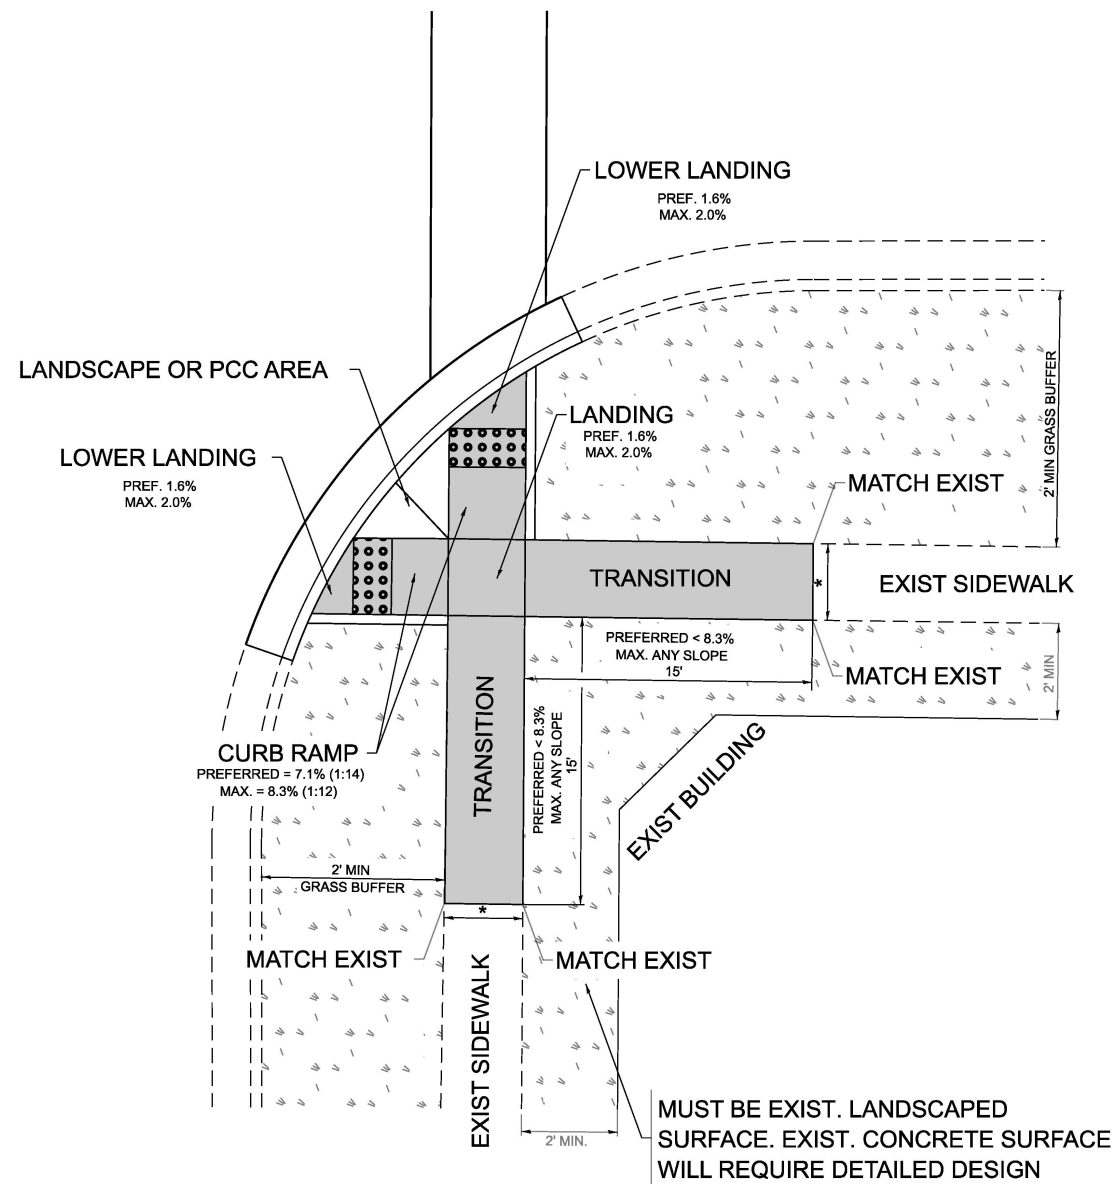 LOWER LANDING
PREF. 1.6%
MAX. 2.0%
LANDSCAPE OR PCC AREA
LANDING
PREF. 1.6%
MAX. 2.0%
2' MIN GRASS BUFFER
LOWER LANDING
PREF. 1.6%
MAX. 2.0%
MATCH EXIST
TRANSITION
*
EXIST SIDEWALK
PREFERRED < 8.3%
MAX. ANY SLOPE
15'
MATCH EXIST
2' MIN
TRANSITION
PREFERRED < 8.3%
MAX. ANY SLOPE
15'
CURB RAMP
PREFERRED = 7.1% (1:14)
MAX. = 8.3% (1:12)
EXIST BUILDING
2' MIN
GRASS BUFFER
*
MATCH EXIST
MATCH EXIST
EXIST SIDEWALK
2' MIN.
MUST BE EXIST. LANDSCAPED
SURFACE. EXIST. CONCRETE SURFACE
WILL REQUIRE DETAILED DESIGN